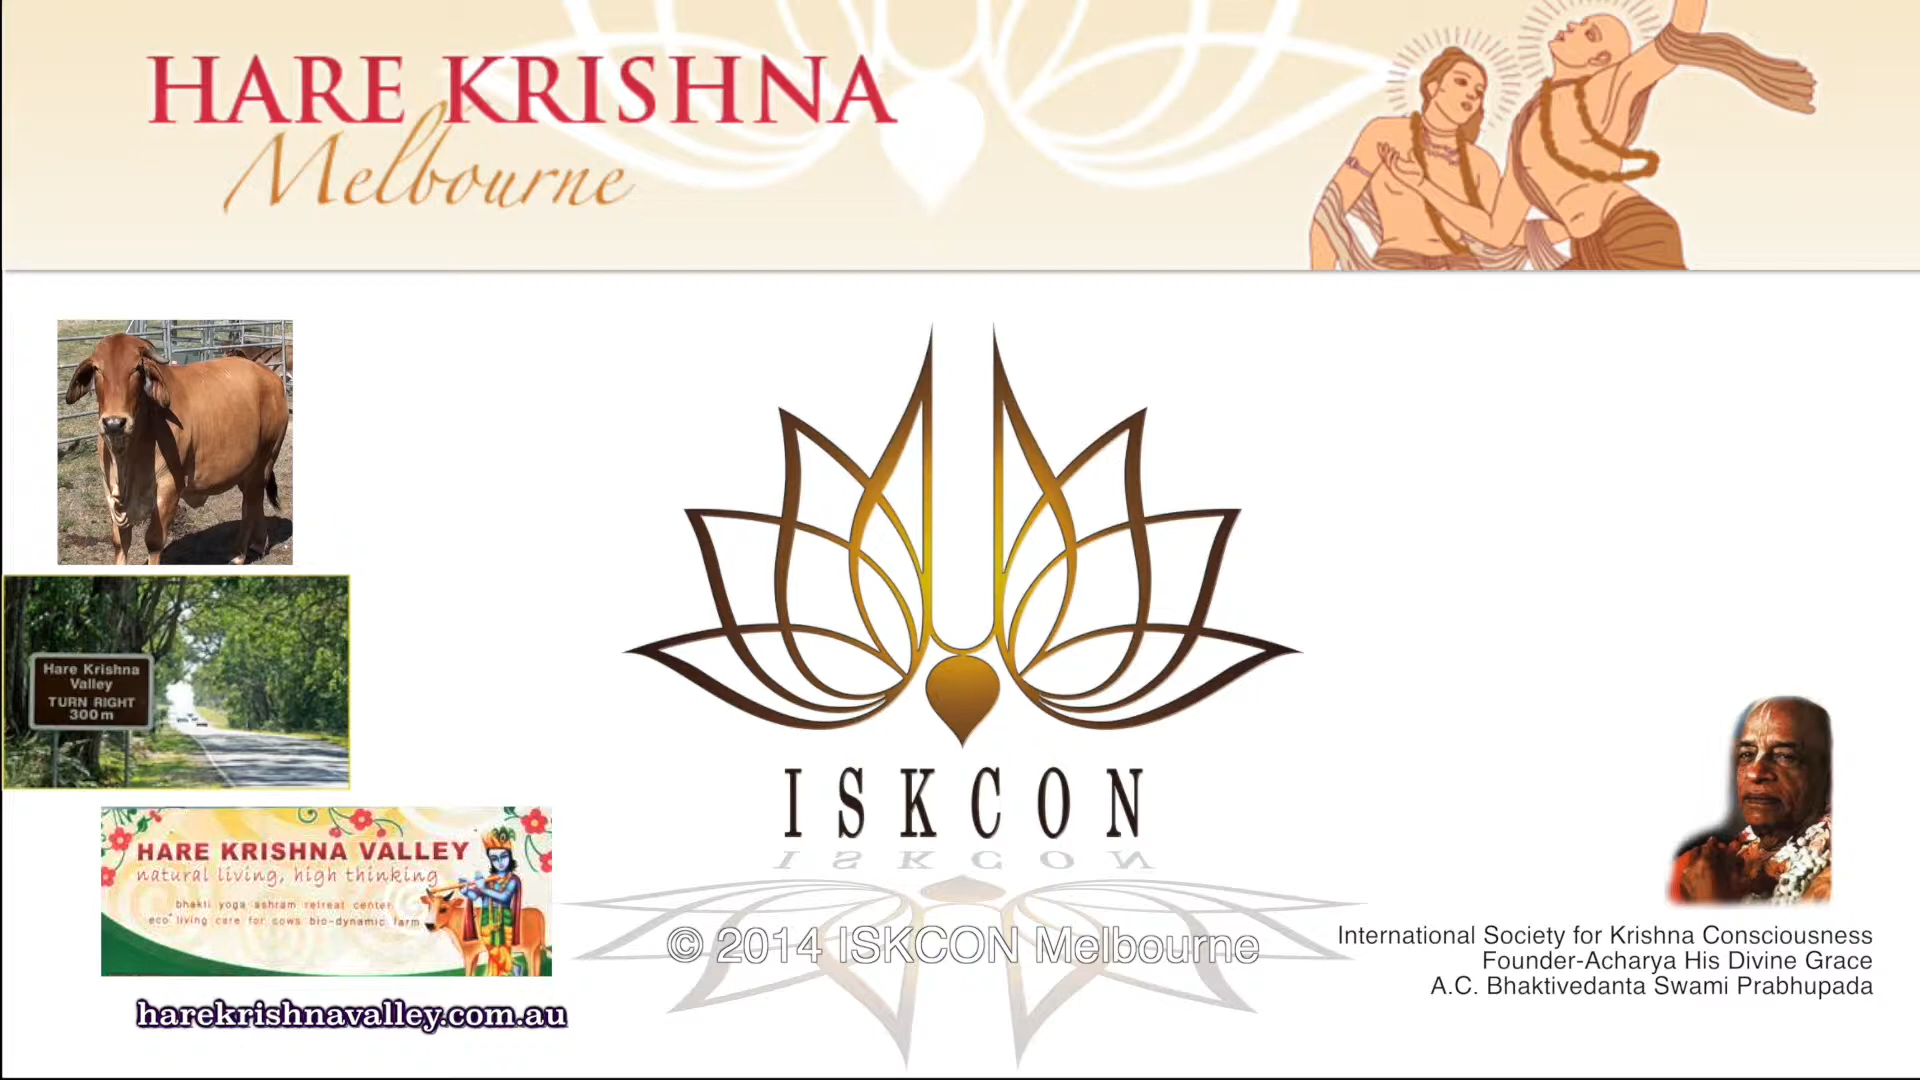 HARE KRISHNA
Melbourne
Hare Krishna
Valley
TURN RIGHT
300m
HARE KRISHNA VALLEY
natural living, high thinking
bhakti yoga ashram retreat center
eco living care for cows bio-dynamic farm
harekrishnavalley.com.au
ISKCON
© 2014 ISKCON Melbourne
International Society for Krishna Consciousness
Founder-Acharya His Divine Grace
A.C. Bhaktivedanta Swami Prabhupada